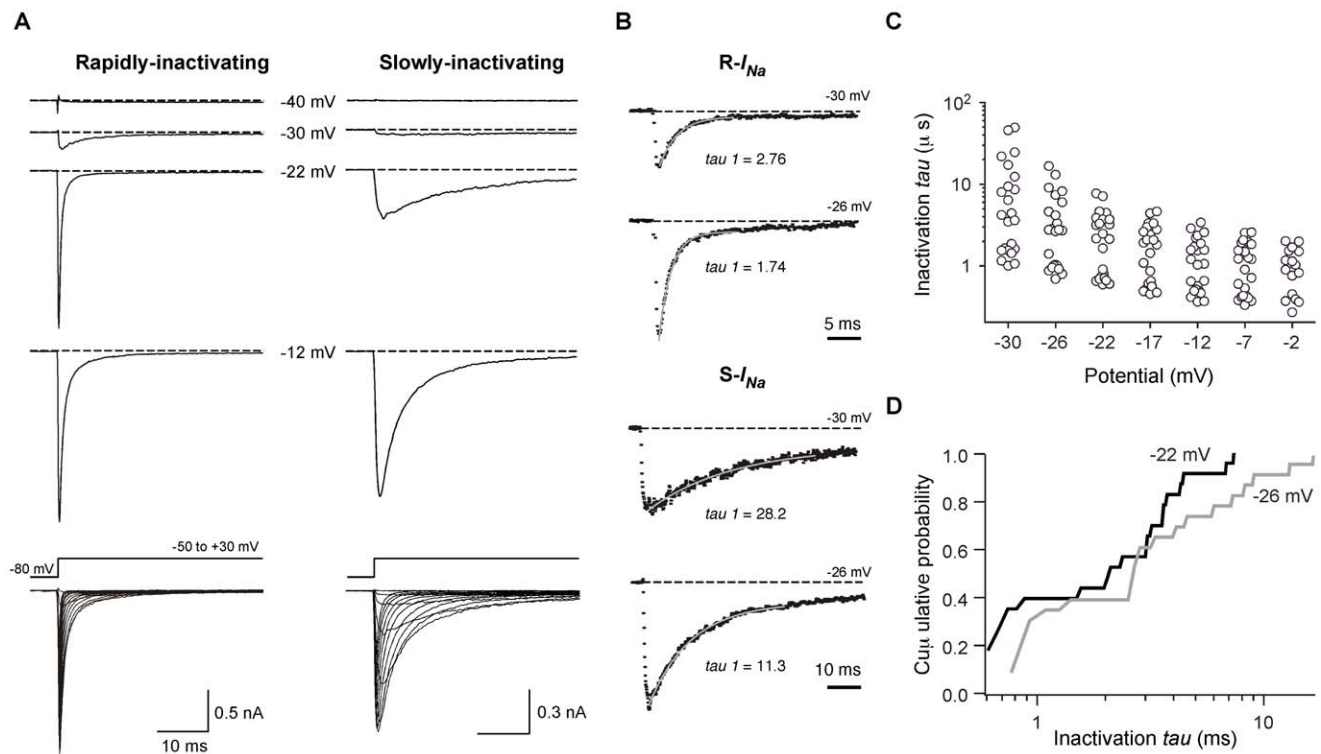 A
Rapidly-inactivating
Slowly-inactivating
-40 mV
-30 mV
-22 mV
-12 mV
-50 to +30 mV
-80 mV
0.5 nA
10 ms
0.3 nA
B
R-I_Na
-30 mV
tau 1 = 2.76
-26 mV
tau 1 = 1.74
5 ms
S-I_Na
-30 mV
tau 1 = 28.2
-26 mV
tau 1 = 11.3
10 ms
C
Inactivation tau (μ s)
10²
10
1
-30 -26 -22 -17 -12 -7 -2
Potential (mV)
D
Cuμ ulative probability
1.0
0.8
0.6
0.4
0.2
0.0
-22 mV
-26 mV
1 10
Inactivation tau (ms)